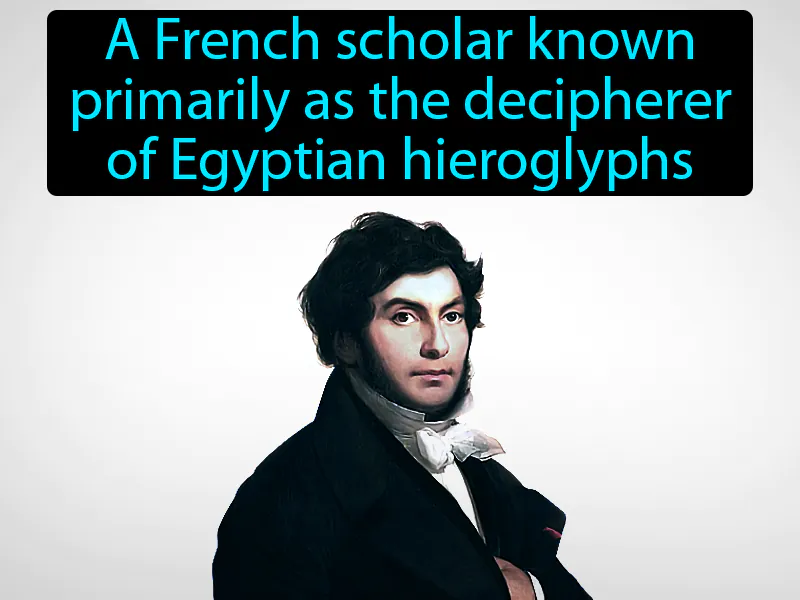 A French scholar known
primarily as the decipherer
of Egyptian hieroglyphs